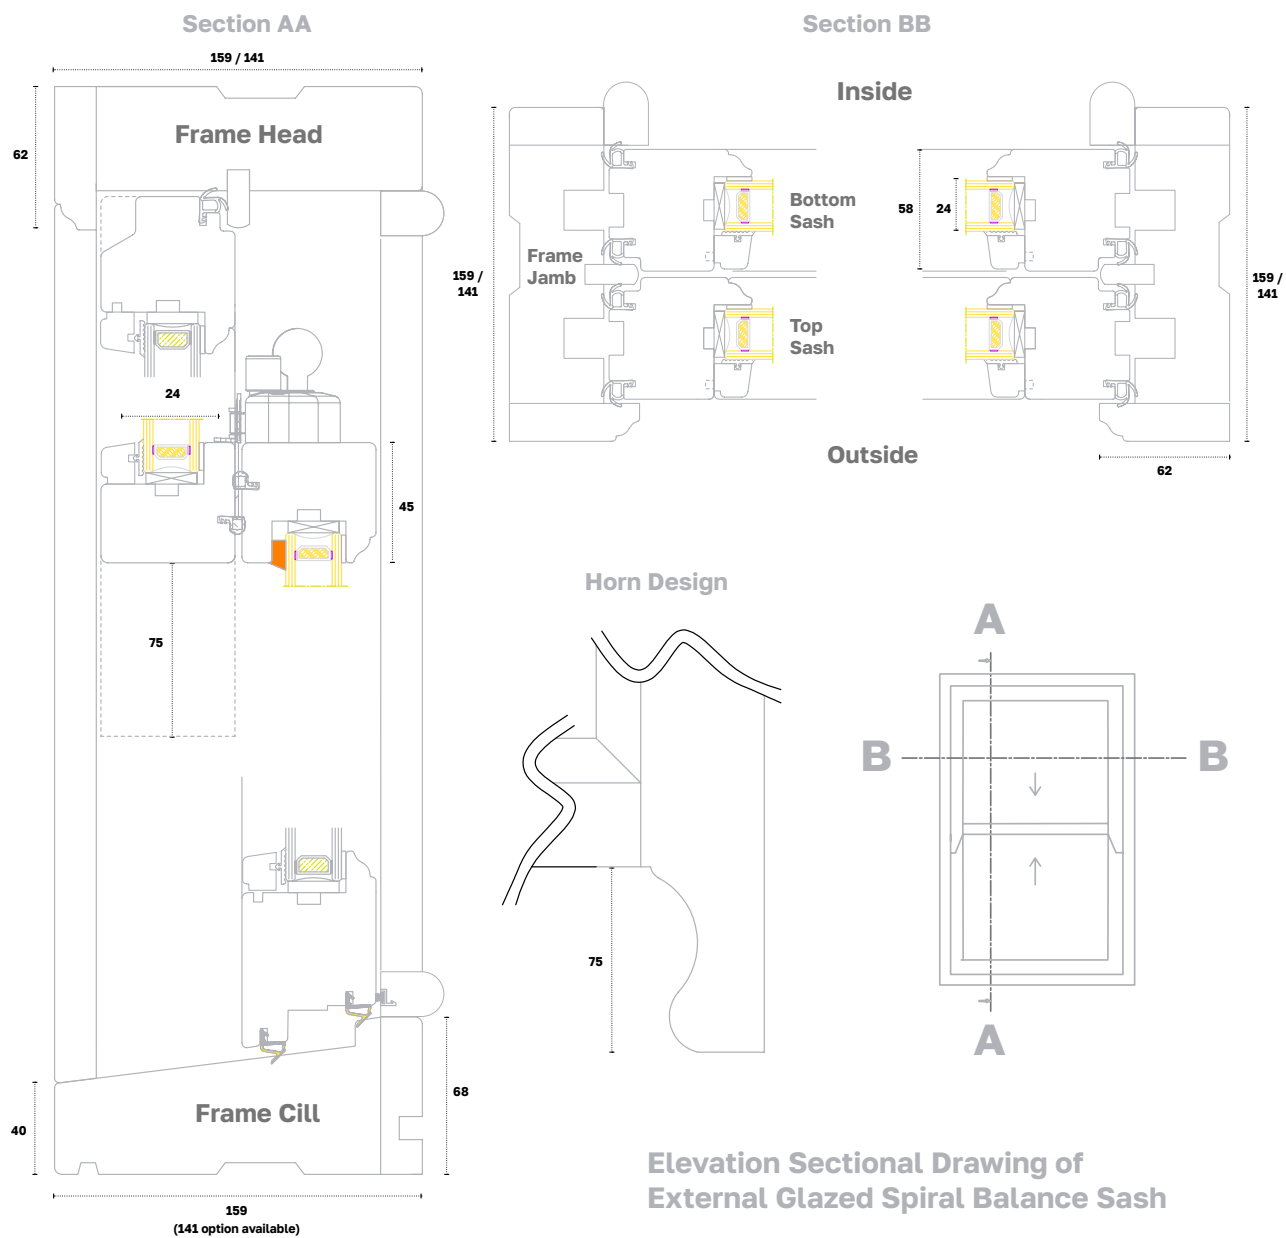 Section AA
159 / 141
Frame Head
62
24
45
75
Frame Cill
40
68
159
(141 option available)
Section BB
Inside
Bottom
Sash
58
24
Frame
Jamb
159 /
141
159 /
141
Top
Sash
Outside
62
Horn Design
75
A
B
B
A
Elevation Sectional Drawing of
External Glazed Spiral Balance Sash